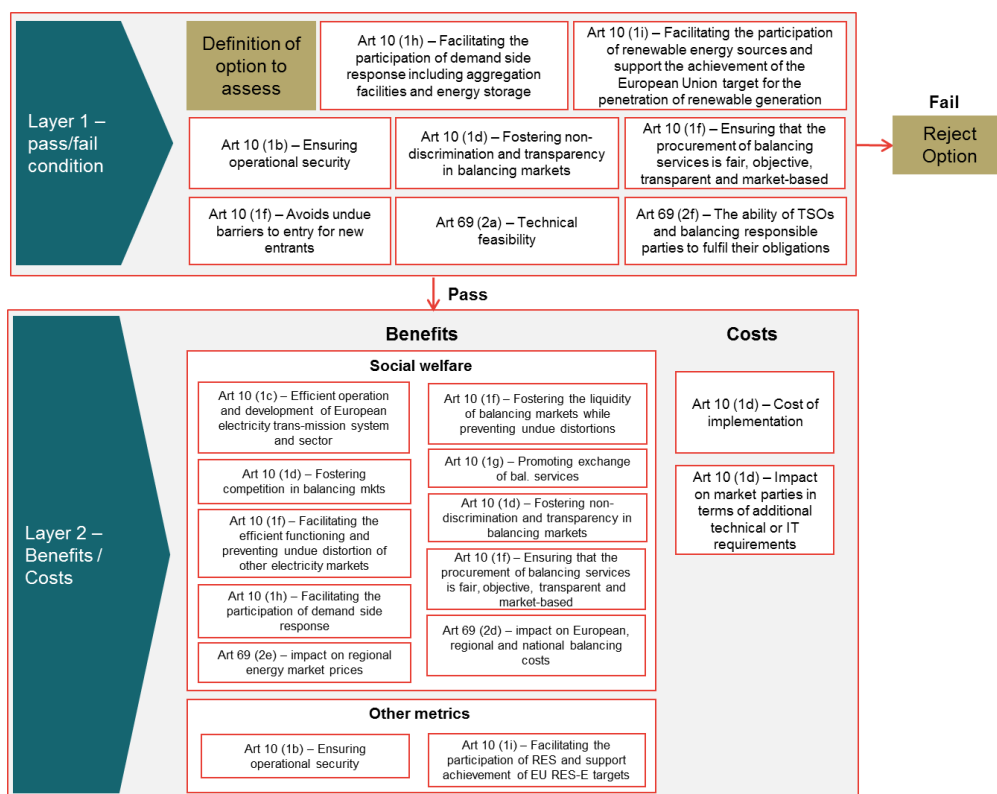 Layer 1 –
pass/fail
condition
Definition of
option to
assess
Art 10 (1h) – Facilitating the
participation of demand side
response including aggregation
facilities and energy storage
Art 10 (1i) – Facilitating the participation
of renewable energy sources and
support the achievement of the
European Union target for the
penetration of renewable generation
Art 10 (1b) – Ensuring
operational security
Art 10 (1d) – Fostering non-
discrimination and transparency
in balancing markets
Art 10 (1f) – Ensuring that the
procurement of balancing
services is fair, objective,
transparent and market-based
Art 10 (1f) – Avoids undue
barriers to entry for new
entrants
Art 69 (2a) – Technical
feasibility
Art 69 (2f) – The ability of TSOs
and balancing responsible
parties to fulfil their obligations
Fail
Reject
Option
Pass
Layer 2 –
Benefits /
Costs
Benefits
Social welfare
Art 10 (1c) – Efficient operation
and development of European
electricity trans-mission system
and sector
Art 10 (1f) – Fostering the liquidity
of balancing markets while
preventing undue distortions
Art 10 (1d) – Fostering
competition in balancing mkts
Art 10 (1g) – Promoting exchange
of bal. services
Art 10 (1f) – Facilitating the
efficient functioning and
preventing undue distortion of
other electricity markets
Art 10 (1d) – Fostering non-
discrimination and transparency in
balancing markets
Art 10 (1h) – Facilitating the
participation of demand side
response
Art 10 (1f) – Ensuring that the
procurement of balancing services
is fair, objective, transparent and
market-based
Art 69 (2e) – impact on regional
energy market prices
Art 69 (2d) – impact on European,
regional and national balancing
costs
Other metrics
Art 10 (1b) – Ensuring
operational security
Art 10 (1i) – Facilitating the
participation of RES and support
achievement of EU RES-E targets
Costs
Art 10 (1d) – Cost of
implementation
Art 10 (1d) – Impact
on market parties in
terms of additional
technical or IT
requirements